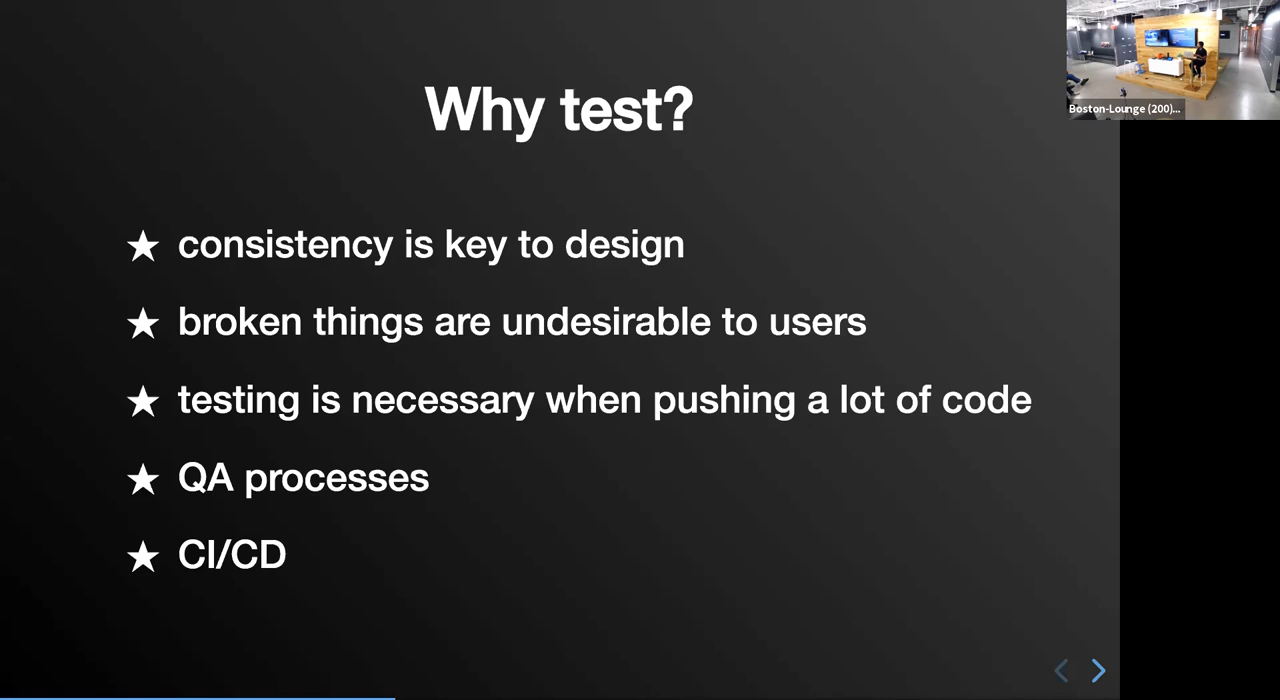 Why test?
★ consistency is key to design
★ broken things are undesirable to users
★ testing is necessary when pushing a lot of code
★ QA processes
★ CI/CD
Boston-Lounge (200)...